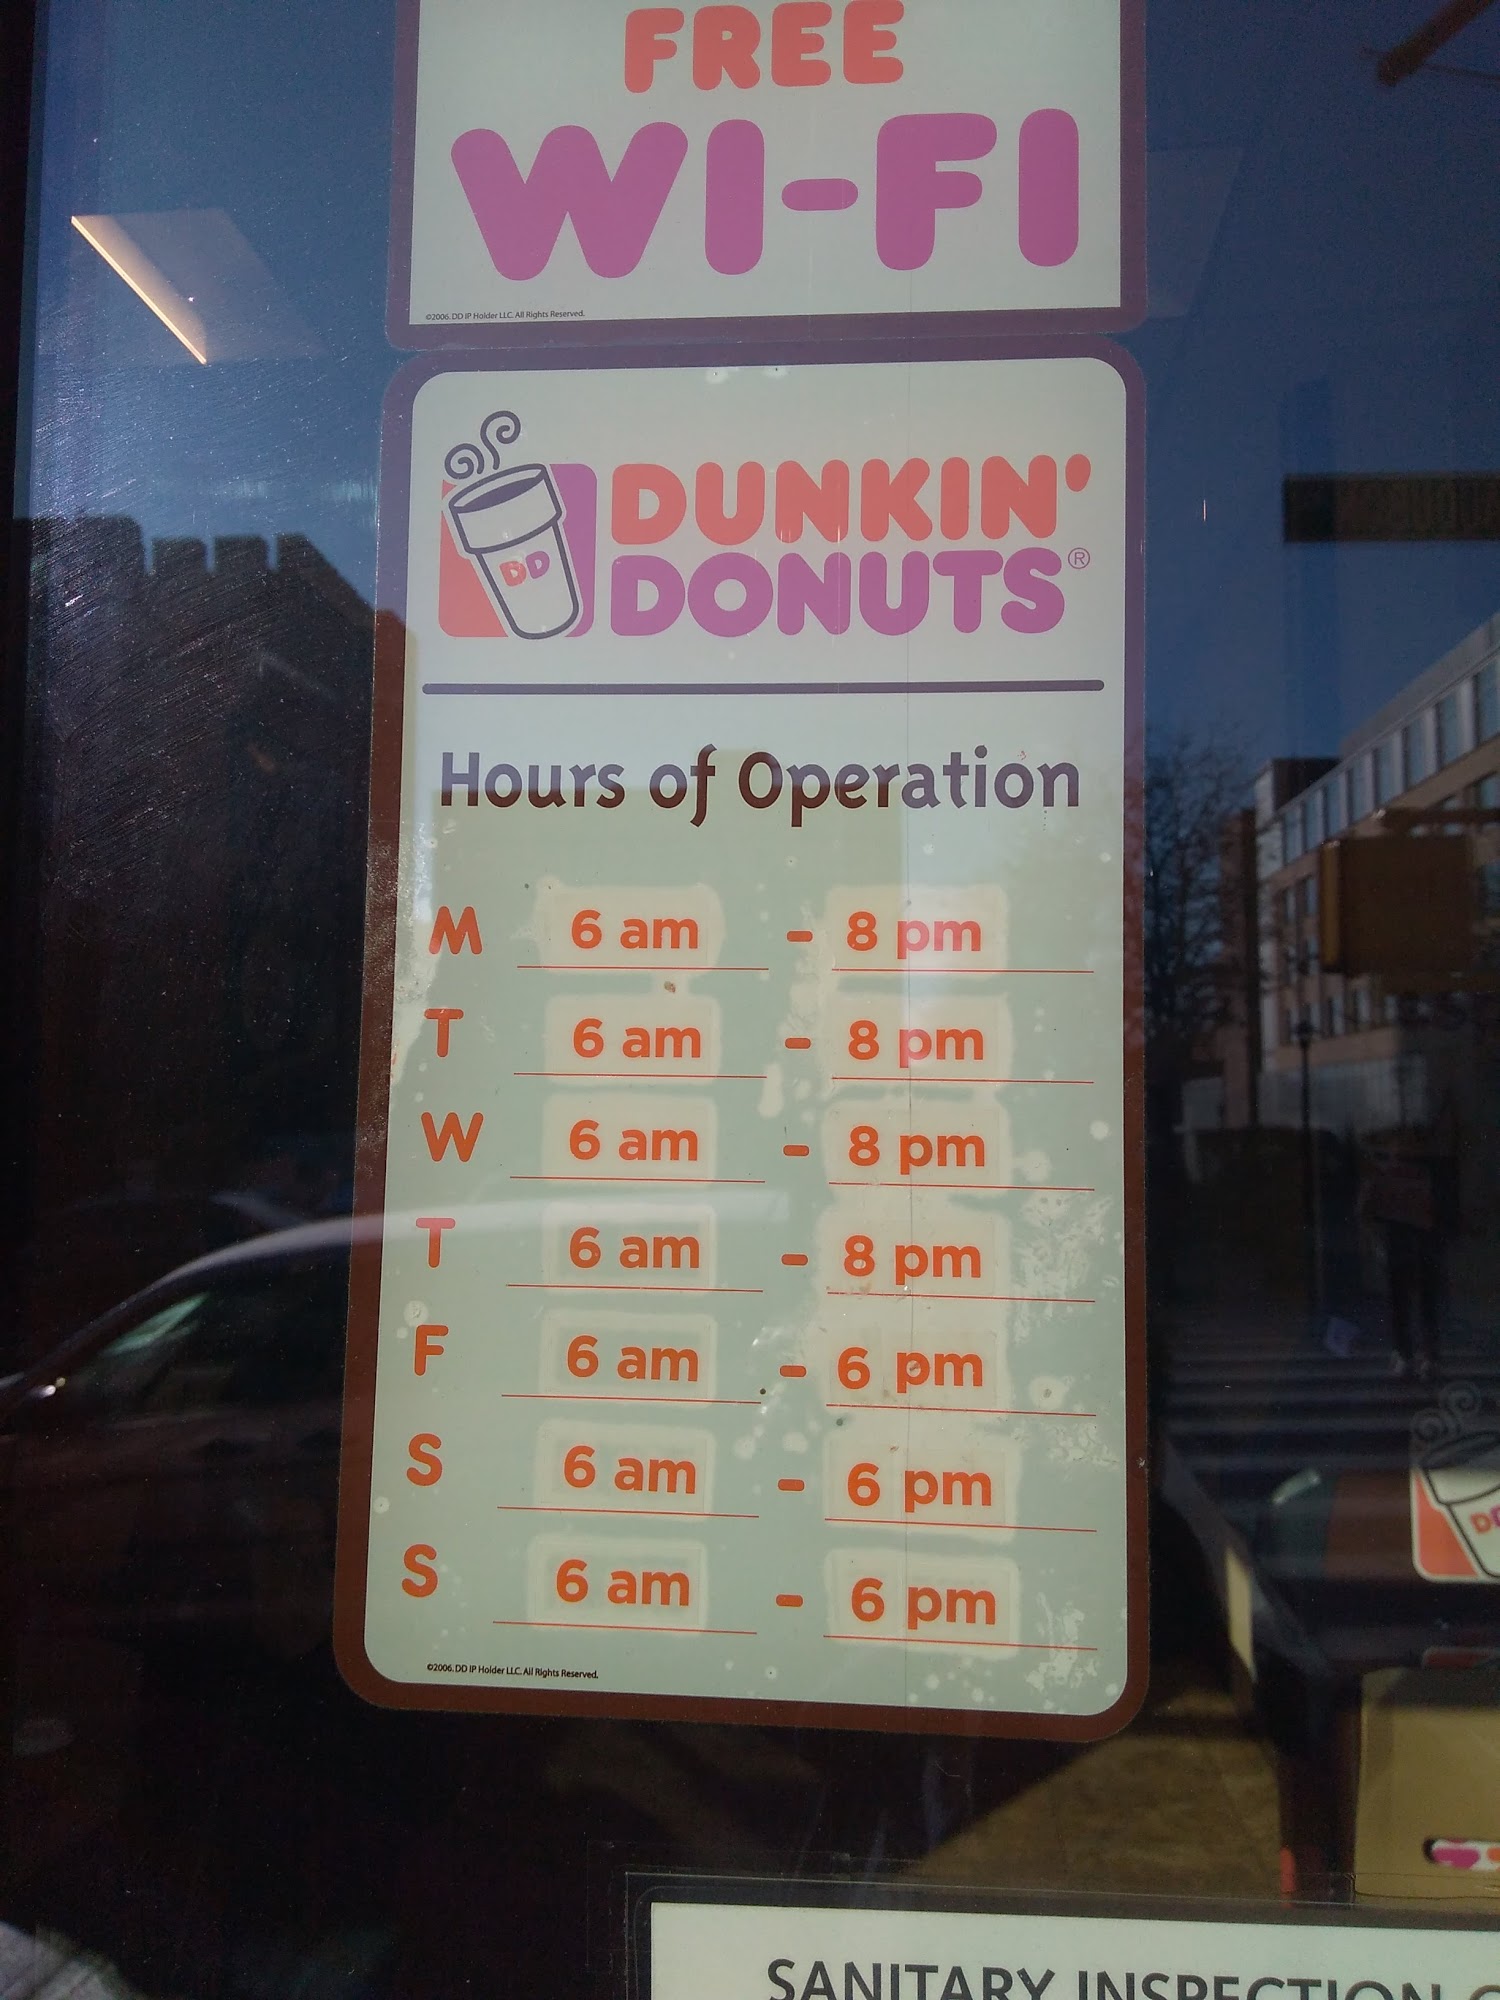 FREE
WI-FI
©2006. DD IP Holder LLC. All Rights Reserved.
DD
DUNKIN'
DONUTS®
Hours of Operation
M 6 am - 8 pm
T 6 am - 8 pm
W 6 am - 8 pm
T 6 am - 8 pm
F 6 am - 6 pm
S 6 am - 6 pm
S 6 am - 6 pm
©2006. DD IP Holder LLC. All Rights Reserved.
SANITARY INSPECTION